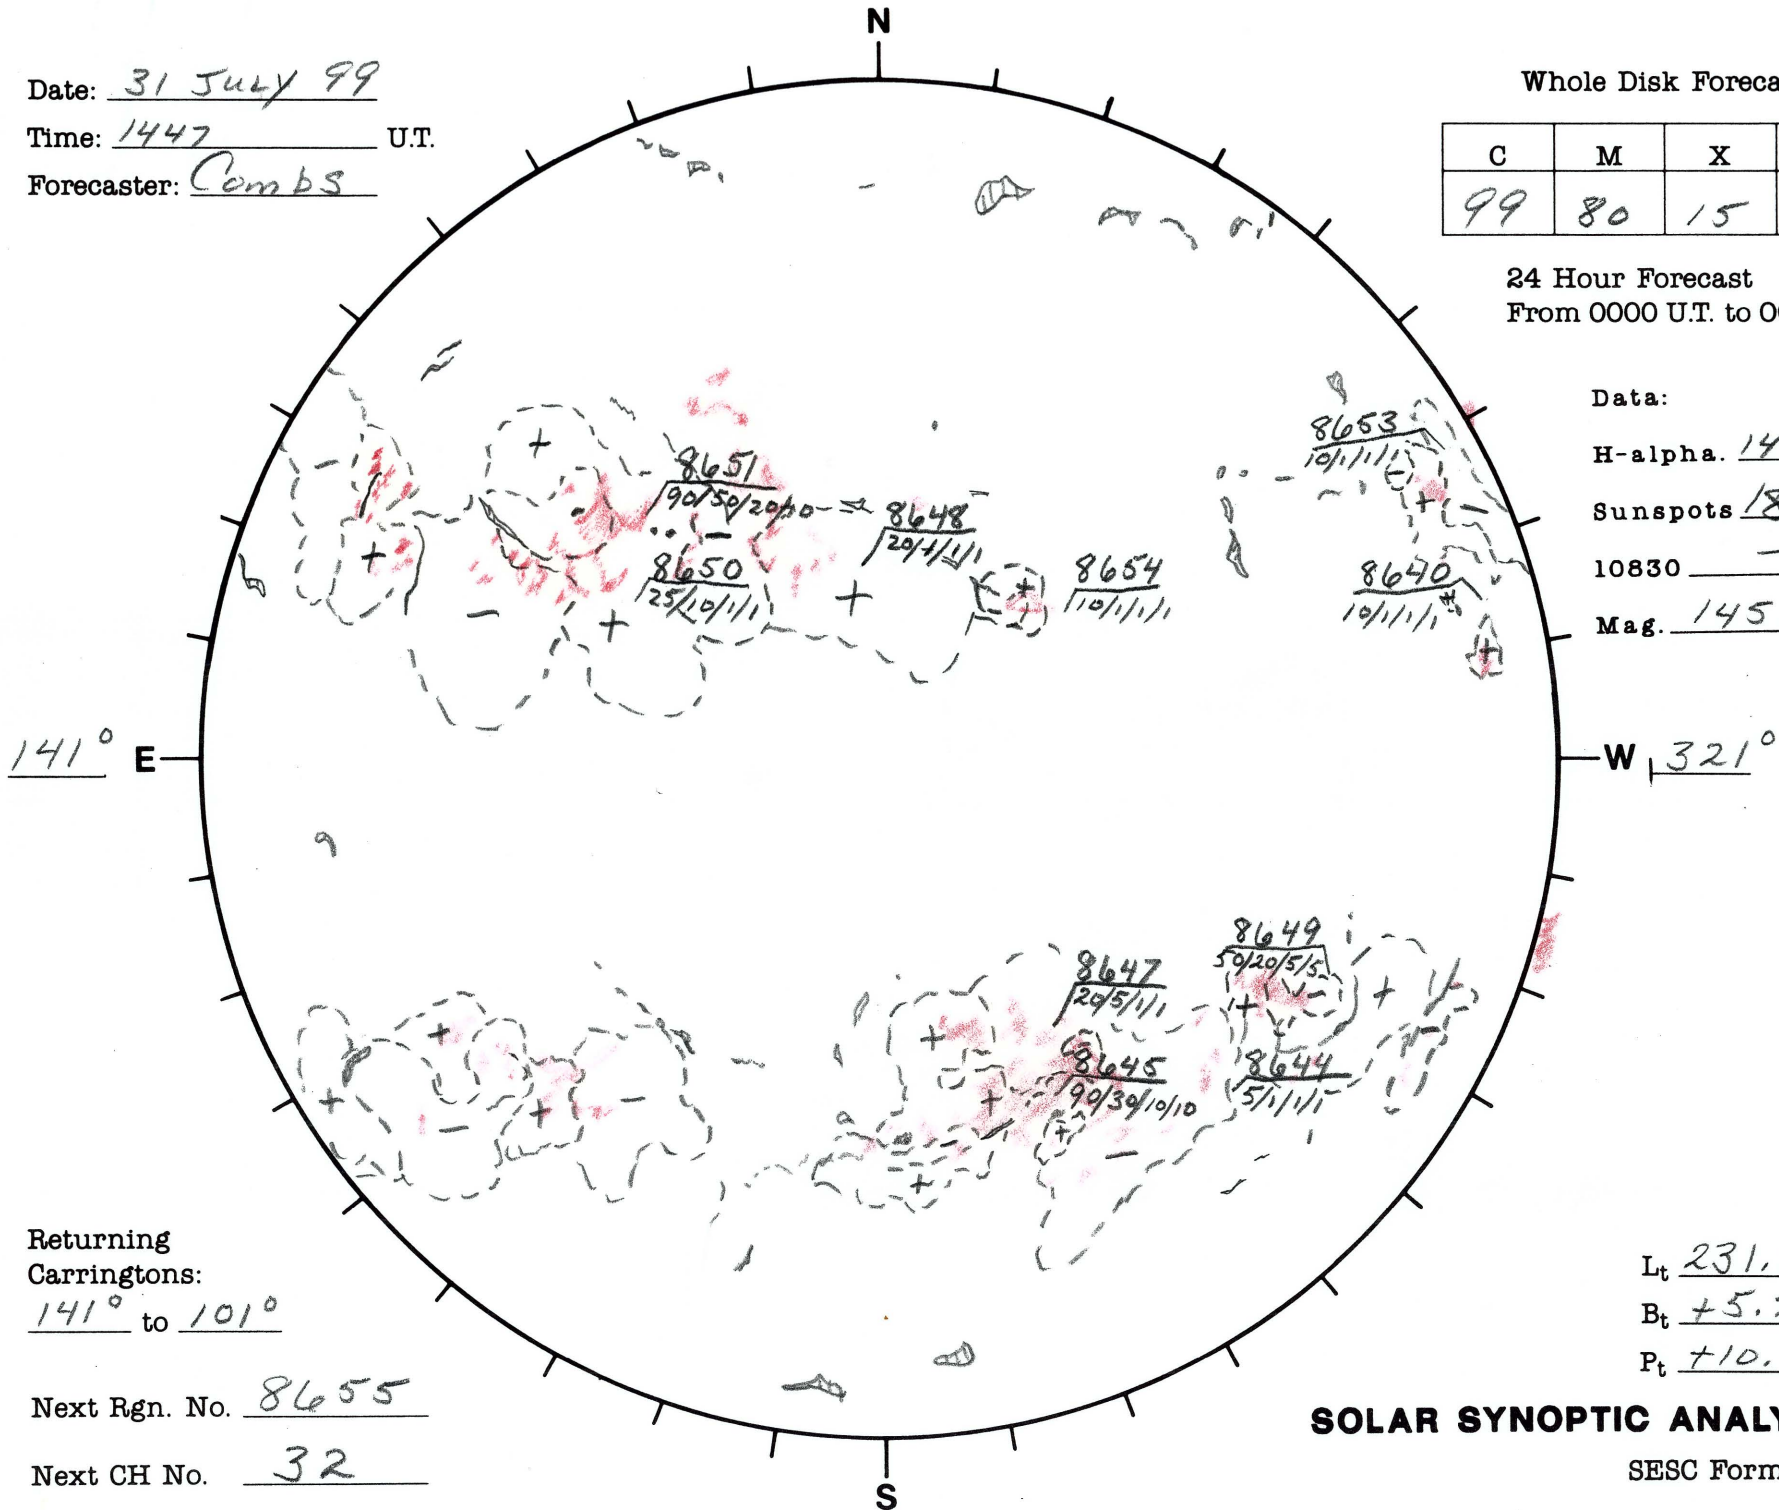 N
Date: 31 July 99
Time: 1447 U.T.
Forecaster: Combs
Whole Disk Foreca
C M X
99 80 15
24 Hour Forecast
From 0000 U.T. to 0
Data:
H-alpha. 14
Sunspots 18
10830 —
Mag. 145
8653
10/1/1/1
8651
90/50/20/20
8648
20/1/1/1
8650
25/10/1/1
8654
10/1/1/1
8640
10/1/1/1
141° E
W 321°
8649
50/20/5/5
8647
20/5/1/1
8645
90/30/10/10
8644
5/1/1/1
Returning
Carringtons:
141° to 101°
Next Rgn. No. 8655
Next CH No. 32
Lt 231.
Bt +5.
Pt +10.
SOLAR SYNOPTIC ANALY
SESC Form
S